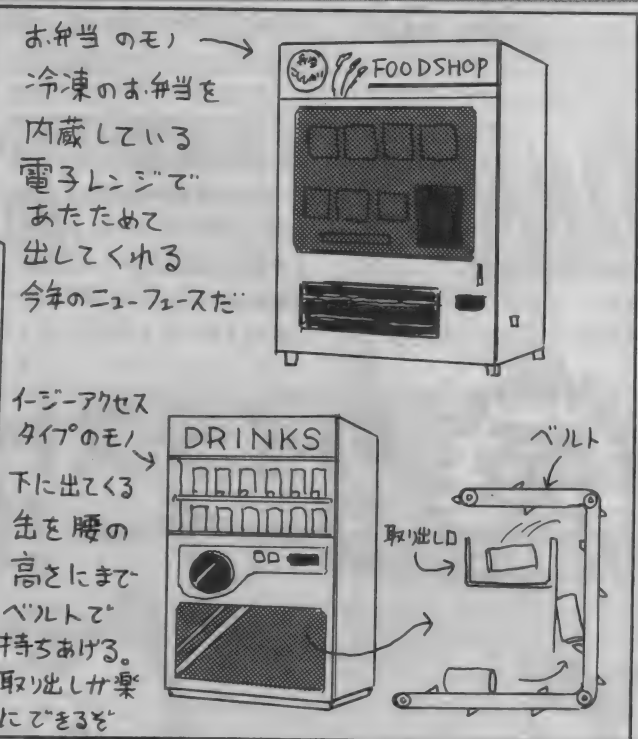 お弁当のモノ
冷凍のお弁当を
内蔵している
電子レンジで
あたためて
出してくれる
今年のニューフェースだ
弁当
FOODSHOP
イージーアクセス
タイプのモノ
下に出てくる
缶を腰の
高さにまで
ベルトで
持ちあげる。
取り出しが楽
にできるぞ
DRINKS
ベルト
取り出し口